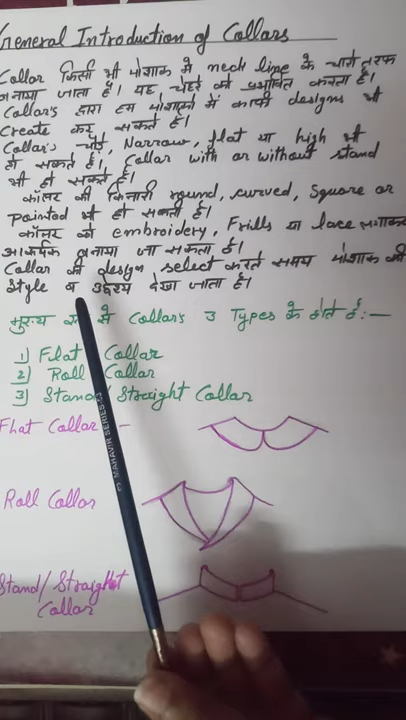 General Introduction of Collars
Collar किसी भी पोशाक में neck line के चारो तरफ
बनाया जाता है। यह चेहरे को प्रभावित करता है।
Collar's द्वारा हम पोशाको में काफी designs भी
Create कर सकते है।
Collar's चौड़े, Narrow, flat या high भी
हो सकते है। Collar with or without stand
भी हो सकते है।
कॉलर की किनारी round, curved, Square or
pointed भी हो सकती है।
कॉलर को embroidery, Frills या lace लगाकर
आकर्षक बनाया जा सकता है।
Collar की design, select करते समय पोशाक की
Style व उद्देश्य देखा जाता है।
मुख्य रूप से Collars 3 Types के होते है:—
1) Flat Collar
2) Roll Collar
3) Stand/Straight Collar
Flat Collar -
Roll Collar
Stand/Straight
Collar
MAHAVIR SERIES